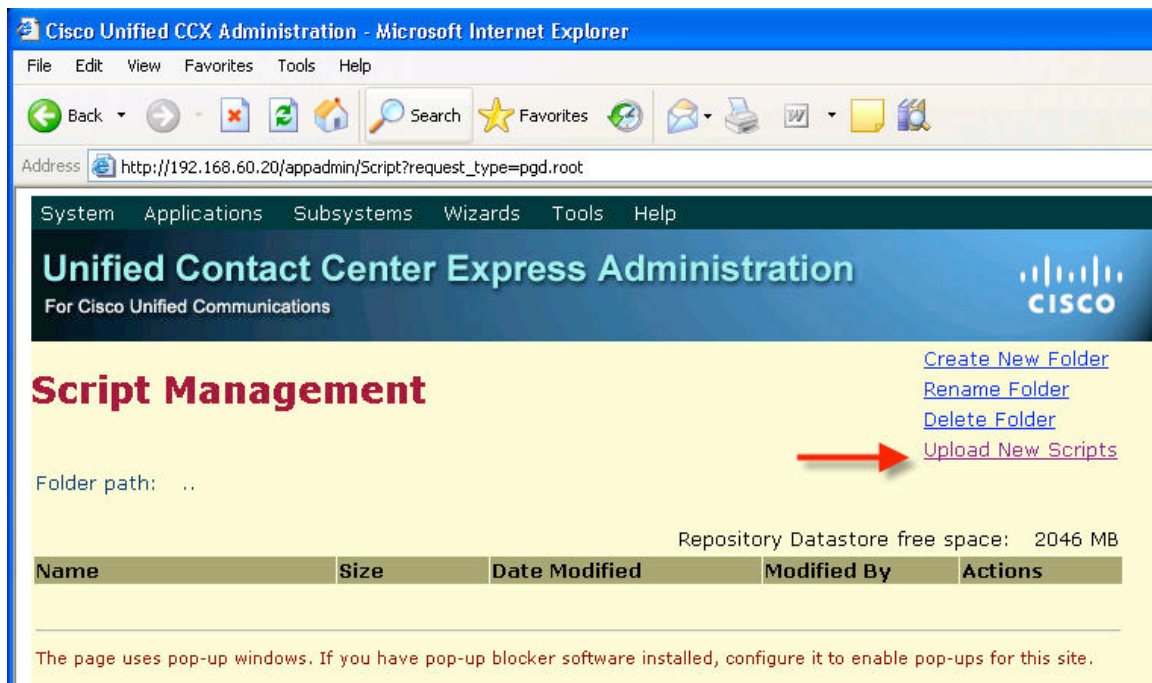 Cisco Unified CCX Administration - Microsoft Internet Explorer
File Edit View Favorites Tools Help
Back Search Favorites
Address http://192.168.60.20/appadmin/Script?request_type=pgd.root
System Applications Subsystems Wizards Tools Help
Unified Contact Center Express Administration
For Cisco Unified Communications
CISCO
Create New Folder
Script Management
Rename Folder
Delete Folder
Upload New Scripts
Folder path: ..
Repository Datastore free space: 2046 MB
Name Size Date Modified Modified By Actions
The page uses pop-up windows. If you have pop-up blocker software installed, configure it to enable pop-ups for this site.